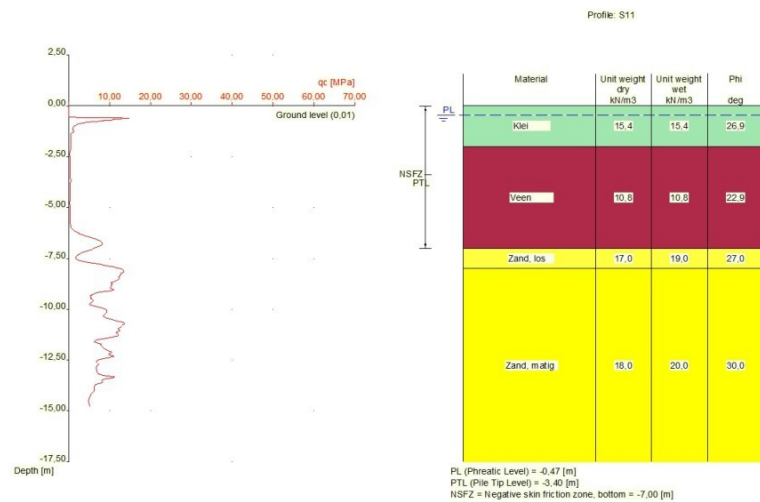 Profile: S11
2,50
qc [MPa]
10,00 20,00 30,00 40,00 50,00 60,00 70,00
0,00
Ground level (0,01)
-2,50
-5,00
-7,50
-10,00
-12,50
-15,00
-17,50
Depth [m]
Material
Unit weight dry kN/m3
Unit weight wet kN/m3
Phi deg
PL
Klei 15,4 15,4 26,9
NSFZ
PTL
Veen 10,8 10,8 22,9
Zand, los 17,0 19,0 27,0
Zand, matig 18,0 20,0 30,0
PL (Phreatic Level) = -0,47 [m]
PTL (Pile Tip Level) = -3,40 [m]
NSFZ = Negative skin friction zone, bottom = -7,00 [m]